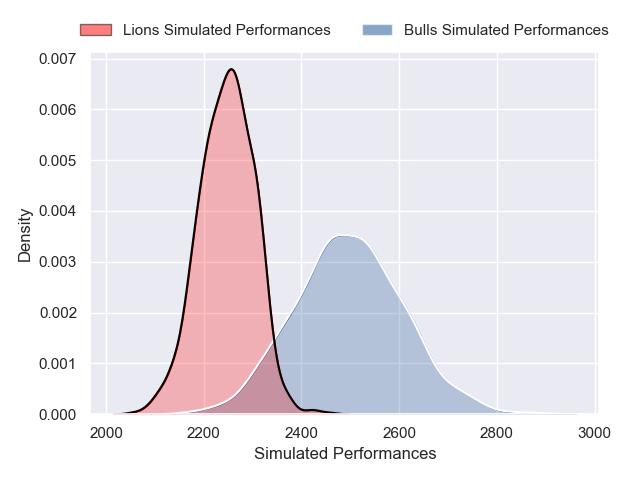 Lions Simulated Performances Bulls Simulated Performances
0.007
0.006
0.005
0.004
0.003
0.002
0.001
0.000
Density
2000 2200 2400 2600 2800 3000
Simulated Performances